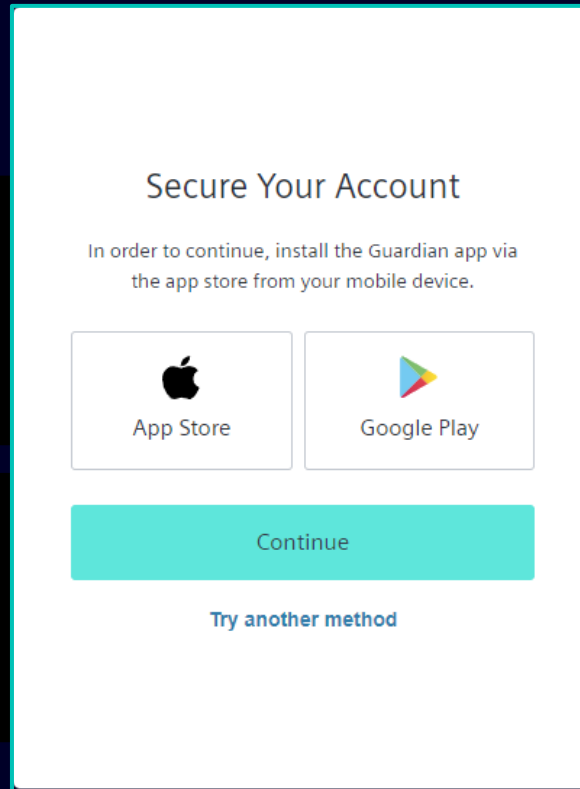 Secure Your Account
In order to continue, install the Guardian app via
the app store from your mobile device.
App Store
Google Play
Continue
Try another method